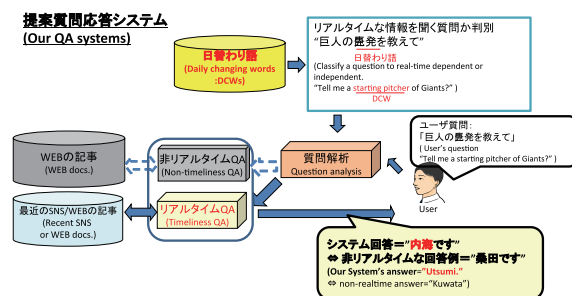 提案質問応答システム
(Our QA systems)
日替わり語
(Daily changing words
:DCWs)
リアルタイムな情報を聞く質問か判別
“巨人の先発を教えて”
日替わり語
(Classify a question to real-time dependent or
independent.
“Tell me a starting pitcher of Giants?” )
DCW
ユーザ質問:
「巨人の先発を教えて」
( User’s question
“Tell me a starting pitcher of Giants?” )
User
WEBの記事
(WEB docs.)
非リアルタイムQA
(Non-timeliness QA)
質問解析
Question analysis
最近のSNS/WEBの記事
(Recent SNS
or WEB docs.)
リアルタイムQA
(Timeliness QA)
システム回答=”内海です”
⇔ 非リアルタイムな回答例=”桑田です”
(Our System’s answer=“Utsumi.”
⇔ non-realtime answer=“Kuwata”)